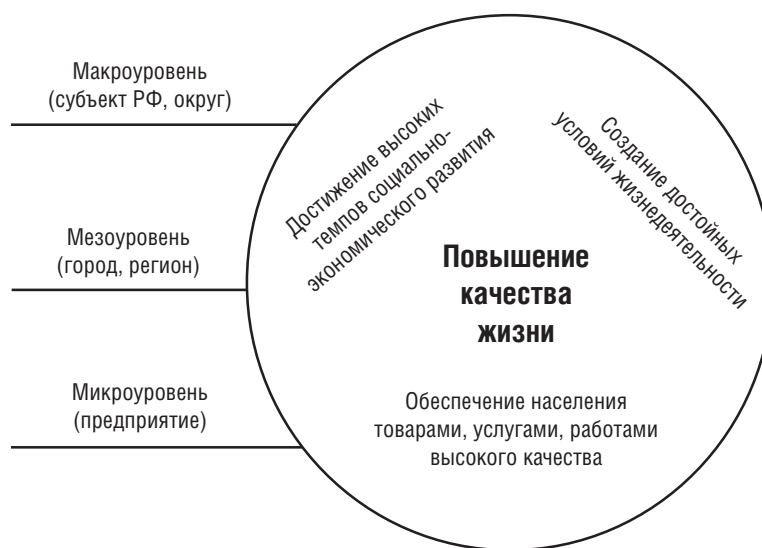 Макроуровень
(субъект РФ, округ)
Мезоуровень
(город, регион)
Микроуровень
(предприятие)
Достижение высоких
темпов социально-
экономического развития
Создание достойных
условий жизнедеятельности
Повышение
качества
жизни
Обеспечение населения
товарами, услугами, работами
высокого качества